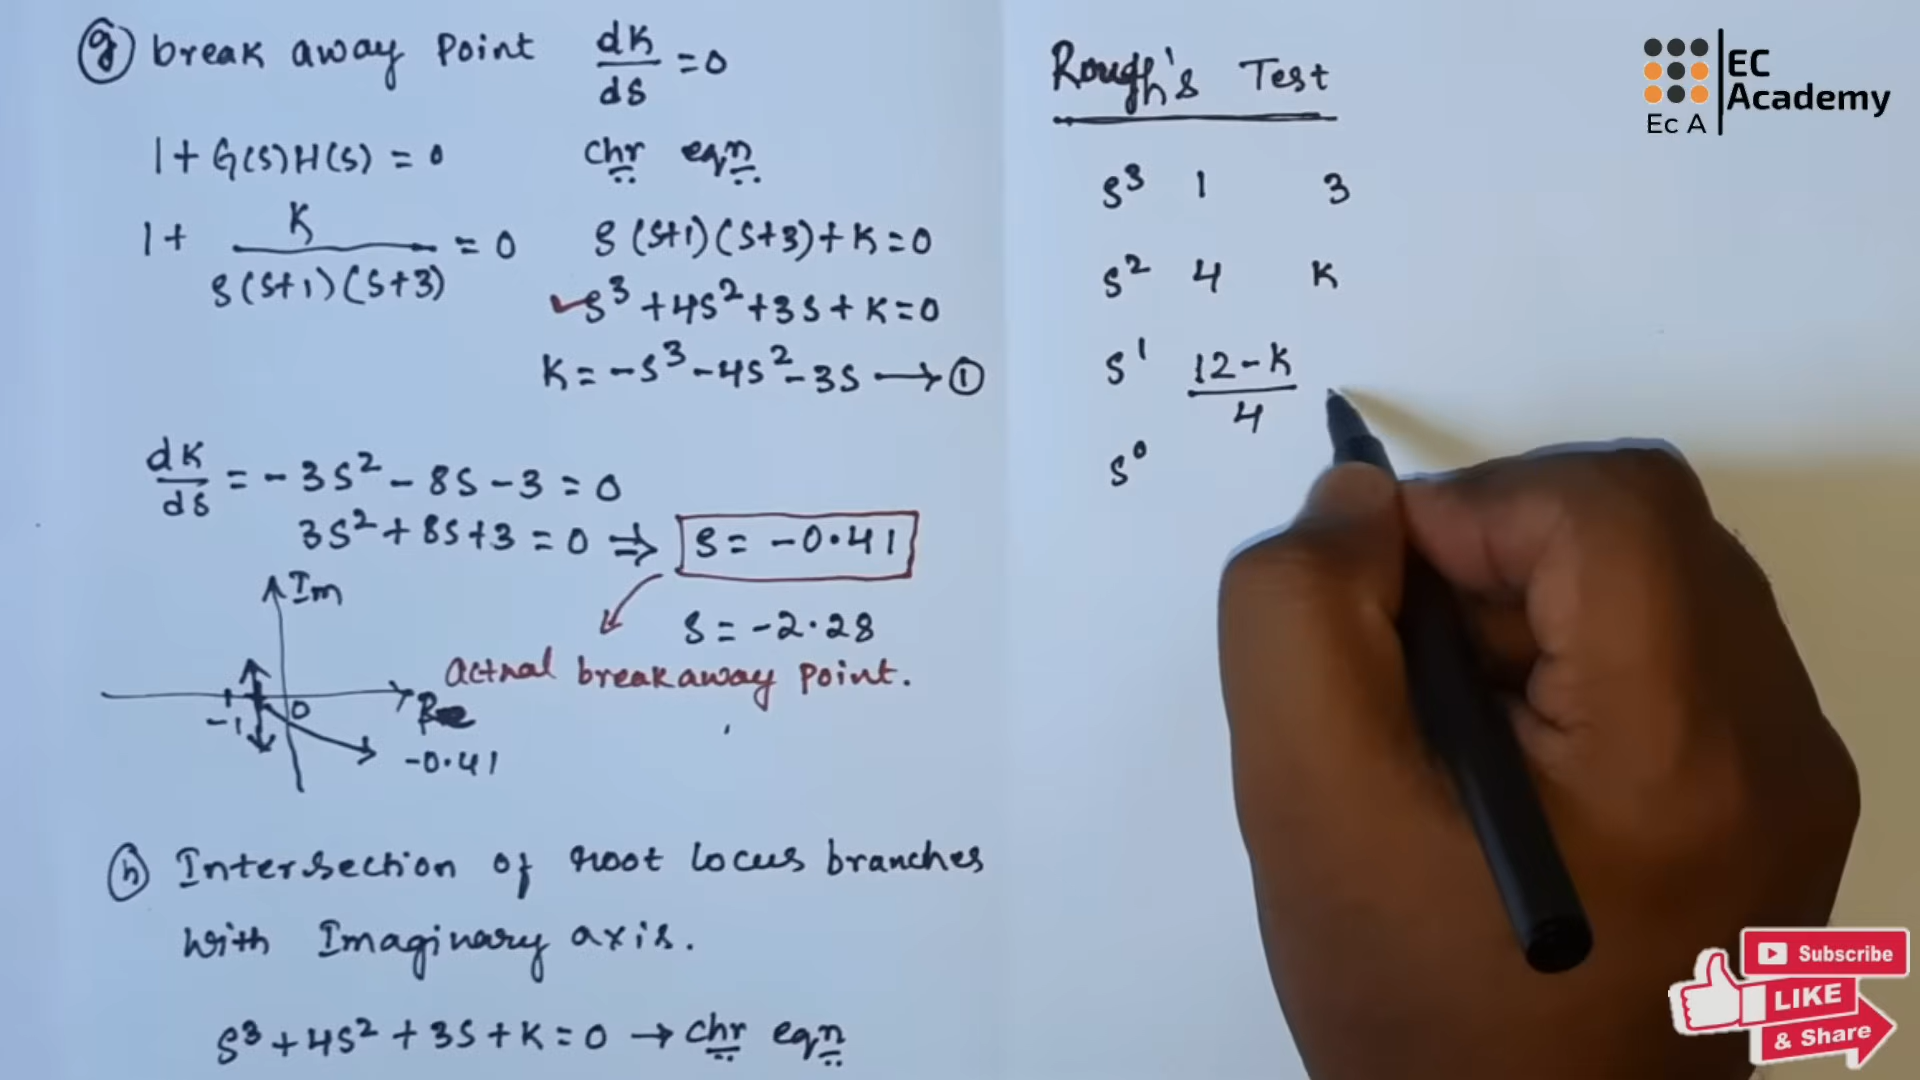 (g) break away Point dK/ds = 0
1 + G(s)H(s) = 0 chr eqn
1 + K/s(s+1)(s+3) = 0 s(s+1)(s+3)+K=0
✓s³+4s²+3s+K=0
K=-s³-4s²-3s → ①
dK/ds = -3s²-8s-3=0
3s²+8s+3=0 ⇒ s=-0.41
Im
s=-2.28
Actual breakaway point.
-1 0 Re
-0.41
(h) Intersection of root locus branches
with Imaginary axis.
s³+4s²+3s+K=0 → chr eqn
Rough's Test
s³ 1 3
s² 4 K
s¹ 12-K/4
s⁰
EC
Academy
Ec A
Subscribe
LIKE
& Share